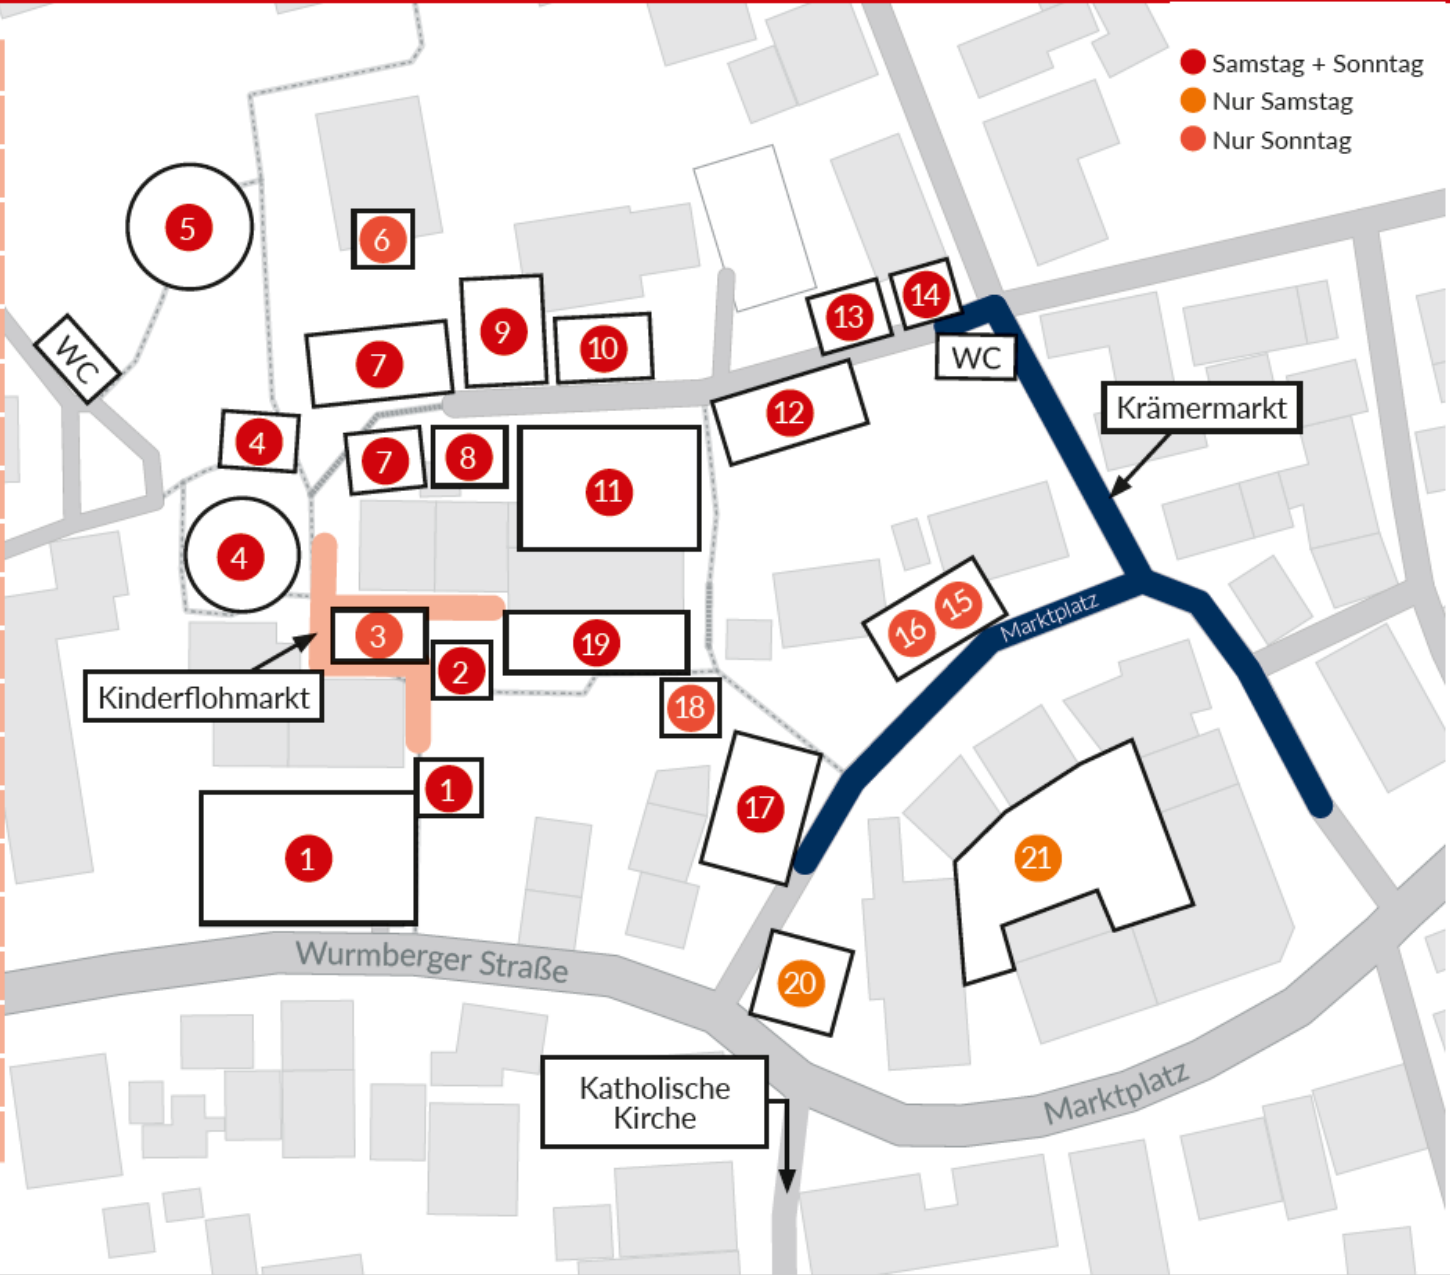 Samstag + Sonntag
Nur Samstag
Nur Sonntag
5
6
WC
9
14
13
7
10
WC
12
Krämermarkt
4
7
8
11
4
15
16
Marktplatz
3
19
2
Kinderflohmarkt
18
1
17
1
21
Wurmberger Straße
20
Katholische
Kirche
Marktplatz